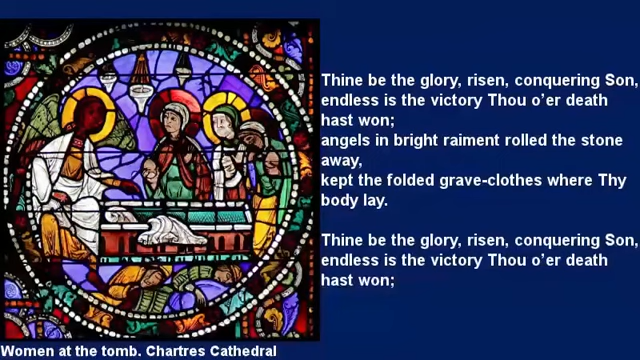 Thine be the glory, risen, conquering Son,
endless is the victory Thou o'er death
hast won;
angels in bright raiment rolled the stone
away,
kept the folded grave-clothes where Thy
body lay.
Thine be the glory, risen, conquering Son,
endless is the victory Thou o'er death
hast won;
Women at the tomb. Chartres Cathedral